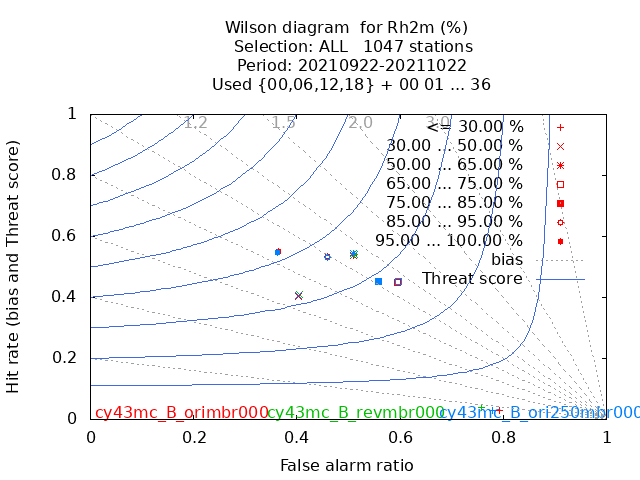 Wilson diagram for Rh2m (%)
Selection: ALL 1047 stations
Period: 20210922-20211022
Used {00,06,12,18} + 00 01 ... 36
1.2 1.5 2.0 3.0
<= 30.00 %
30.00 ... 50.00 %
50.00 ... 65.00 %
65.00 ... 75.00 %
75.00 ... 85.00 %
85.00 ... 95.00 %
95.00 ... 100.00 %
bias
Threat score
Hit rate (bias and Threat score)
1
0.8
0.6
0.4
0.2
0
cy43mc_B_orimbr000 cy43mc_B_revmbr000 cy43mc_B_ori250mbr000
0 0.2 0.4 0.6 0.8 1
False alarm ratio